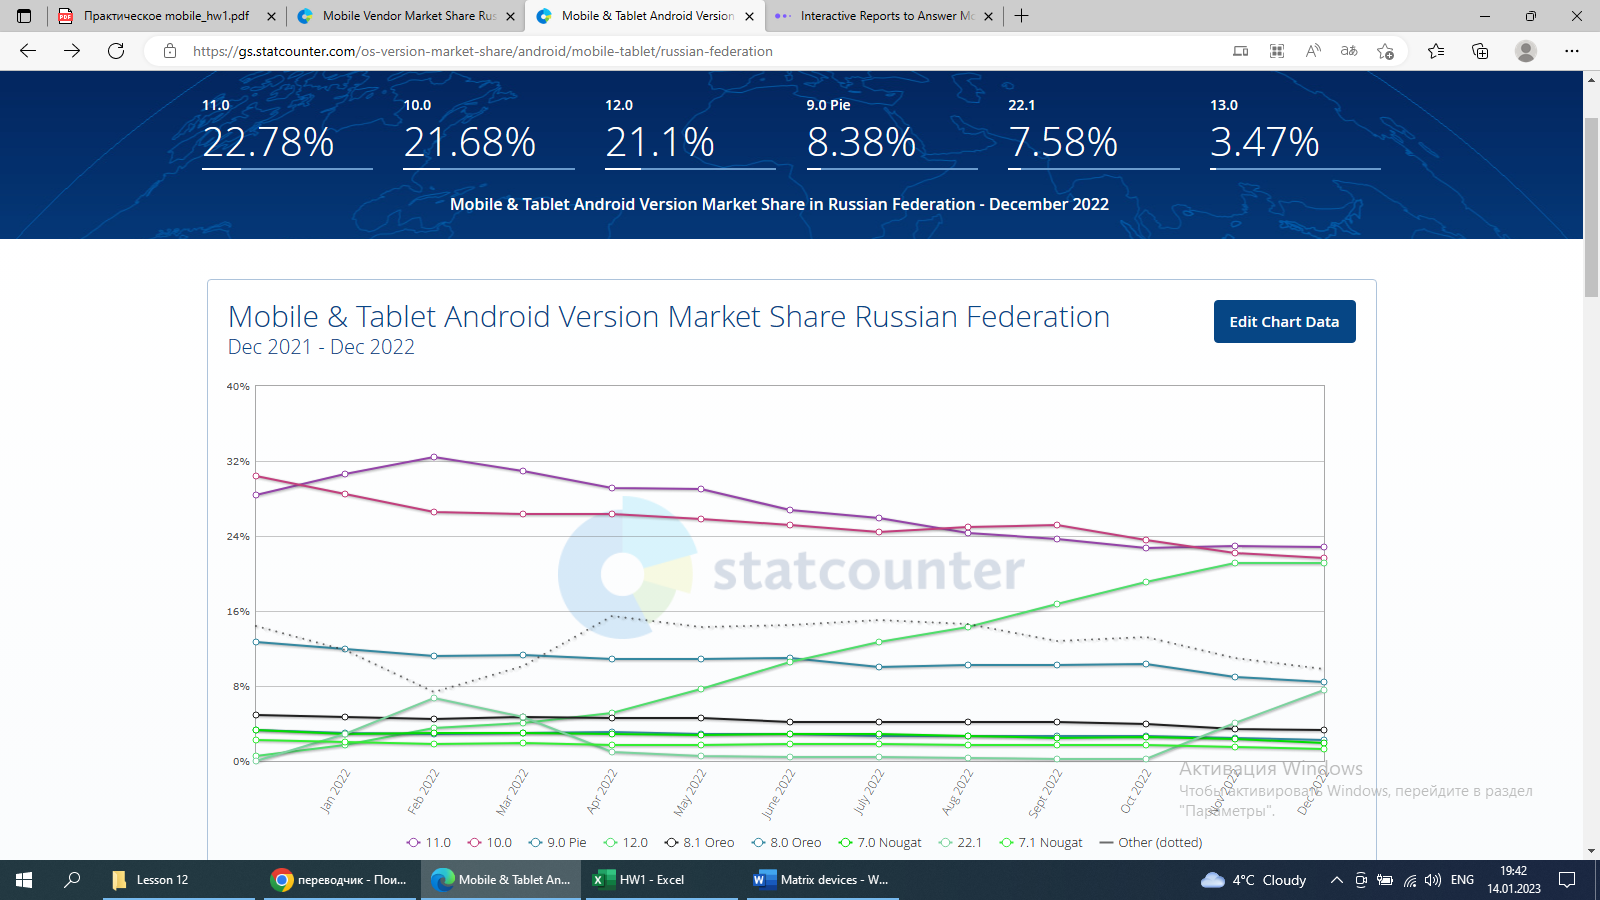 Практическое mobile_hw1.pdf
Mobile Vendor Market Share Rus
Mobile & Tablet Android Version
Interactive Reports to Answer Mo
https://gs.statcounter.com/os-version-market-share/android/mobile-tablet/russian-federation
11.0 10.0 12.0 9.0 Pie 22.1 13.0
22.78% 21.68% 21.1% 8.38% 7.58% 3.47%
Mobile & Tablet Android Version Market Share in Russian Federation - December 2022
Mobile & Tablet Android Version Market Share Russian Federation
Edit Chart Data
Dec 2021 - Dec 2022
40%
32%
24%
statcounter
16%
8%
0%
Jan 2022 Feb 2022 Mar 2022 Apr 2022 May 2022 June 2022 July 2022 Aug 2022 Sept 2022 Oct 2022 Nov 2022 Dec 2022
Активация Windows
Чтобы активировать Windows, перейдите в раздел
"Параметры".
11.0 10.0 9.0 Pie 12.0 8.1 Oreo 8.0 Oreo 7.0 Nougat 22.1 7.1 Nougat Other (dotted)
Lesson 12
переводчик - Пои...
Mobile & Tablet An...
HW1 - Excel
Matrix devices - W...
4°C Cloudy
ENG
19:42
14.01.2023